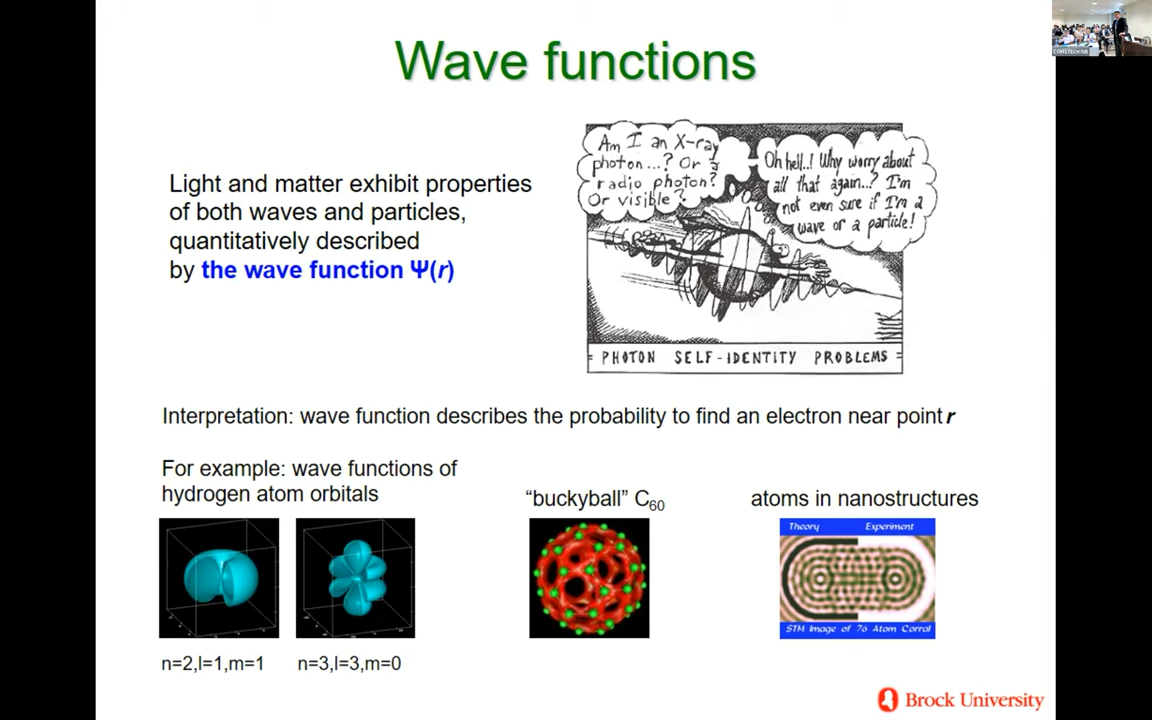 COMSTECH ISB
Wave functions
Light and matter exhibit properties
of both waves and particles,
quantitatively described
by the wave function Ψ(r)
Am I an X-ray
photon...? Or a
radio photon?
Or visible?
Oh hell..! Why worry about
all that again...? I'm
not even sure if I'm a
wave or a particle!
= PHOTON SELF-IDENTITY PROBLEMS =
Interpretation: wave function describes the probability to find an electron near point r
For example: wave functions of
hydrogen atom orbitals
"buckyball" C60
atoms in nanostructures
Theory Experiment
STM Image of 76 Atom Corral
n=2,l=1,m=1
n=3,l=3,m=0
Brock University